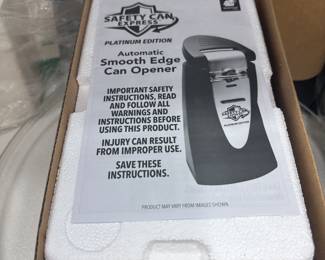 SAFETY CAN
EXPRESS
PLATINUM EDITION
Automatic
Smooth Edge
Can Opener
IMPORTANT SAFETY
INSTRUCTIONS, READ
AND FOLLOW ALL
WARNINGS AND
INSTRUCTIONS BEFORE
USING THIS PRODUCT.
INJURY CAN RESULT
FROM IMPROPER USE.
SAVE THESE
INSTRUCTIONS.
PLATINUM EDITION
PRODUCT MAY VARY FROM IMAGES SHOWN.